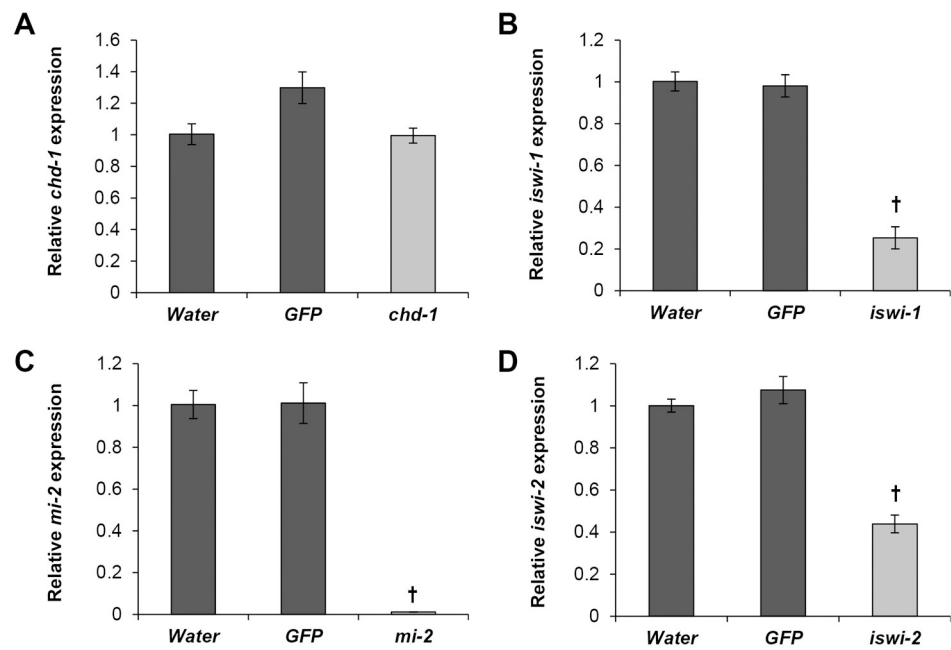 A
Relative chd-1 expression
1.6
1.4
1.2
1
0.8
0.6
0.4
0.2
0
Water GFP chd-1
B
Relative iswi-1 expression
1.2
1
0.8
0.6
0.4
0.2
0
†
Water GFP iswi-1
C
Relative mi-2 expression
1.2
1
0.8
0.6
0.4
0.2
0
†
Water GFP mi-2
D
Relative iswi-2 expression
1.2
1
0.8
0.6
0.4
0.2
0
†
Water GFP iswi-2